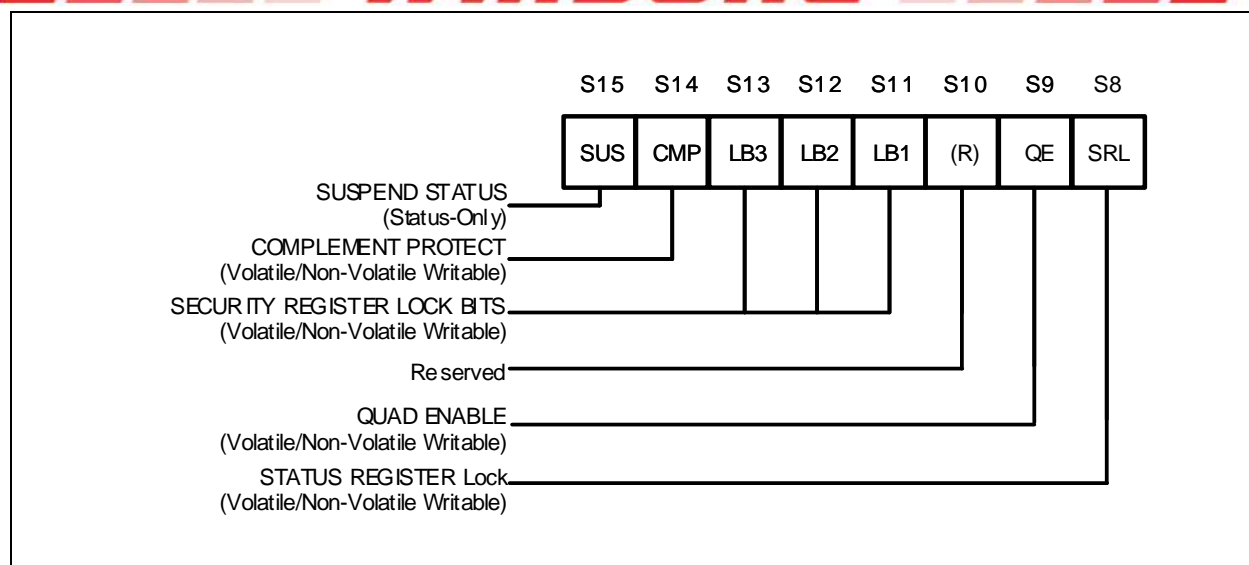 S15 S14 S13 S12 S11 S10 S9 S8
SUS CMP LB3 LB2 LB1 (R) QE SRL
SUSPEND STATUS
(Status-Only)
COMPLEMENT PROTECT
(Volatile/Non-Volatile Writable)
SECURITY REGISTER LOCK BITS
(Volatile/Non-Volatile Writable)
Reserved
QUAD ENABLE
(Volatile/Non-Volatile Writable)
STATUS REGISTER Lock
(Volatile/Non-Volatile Writable)